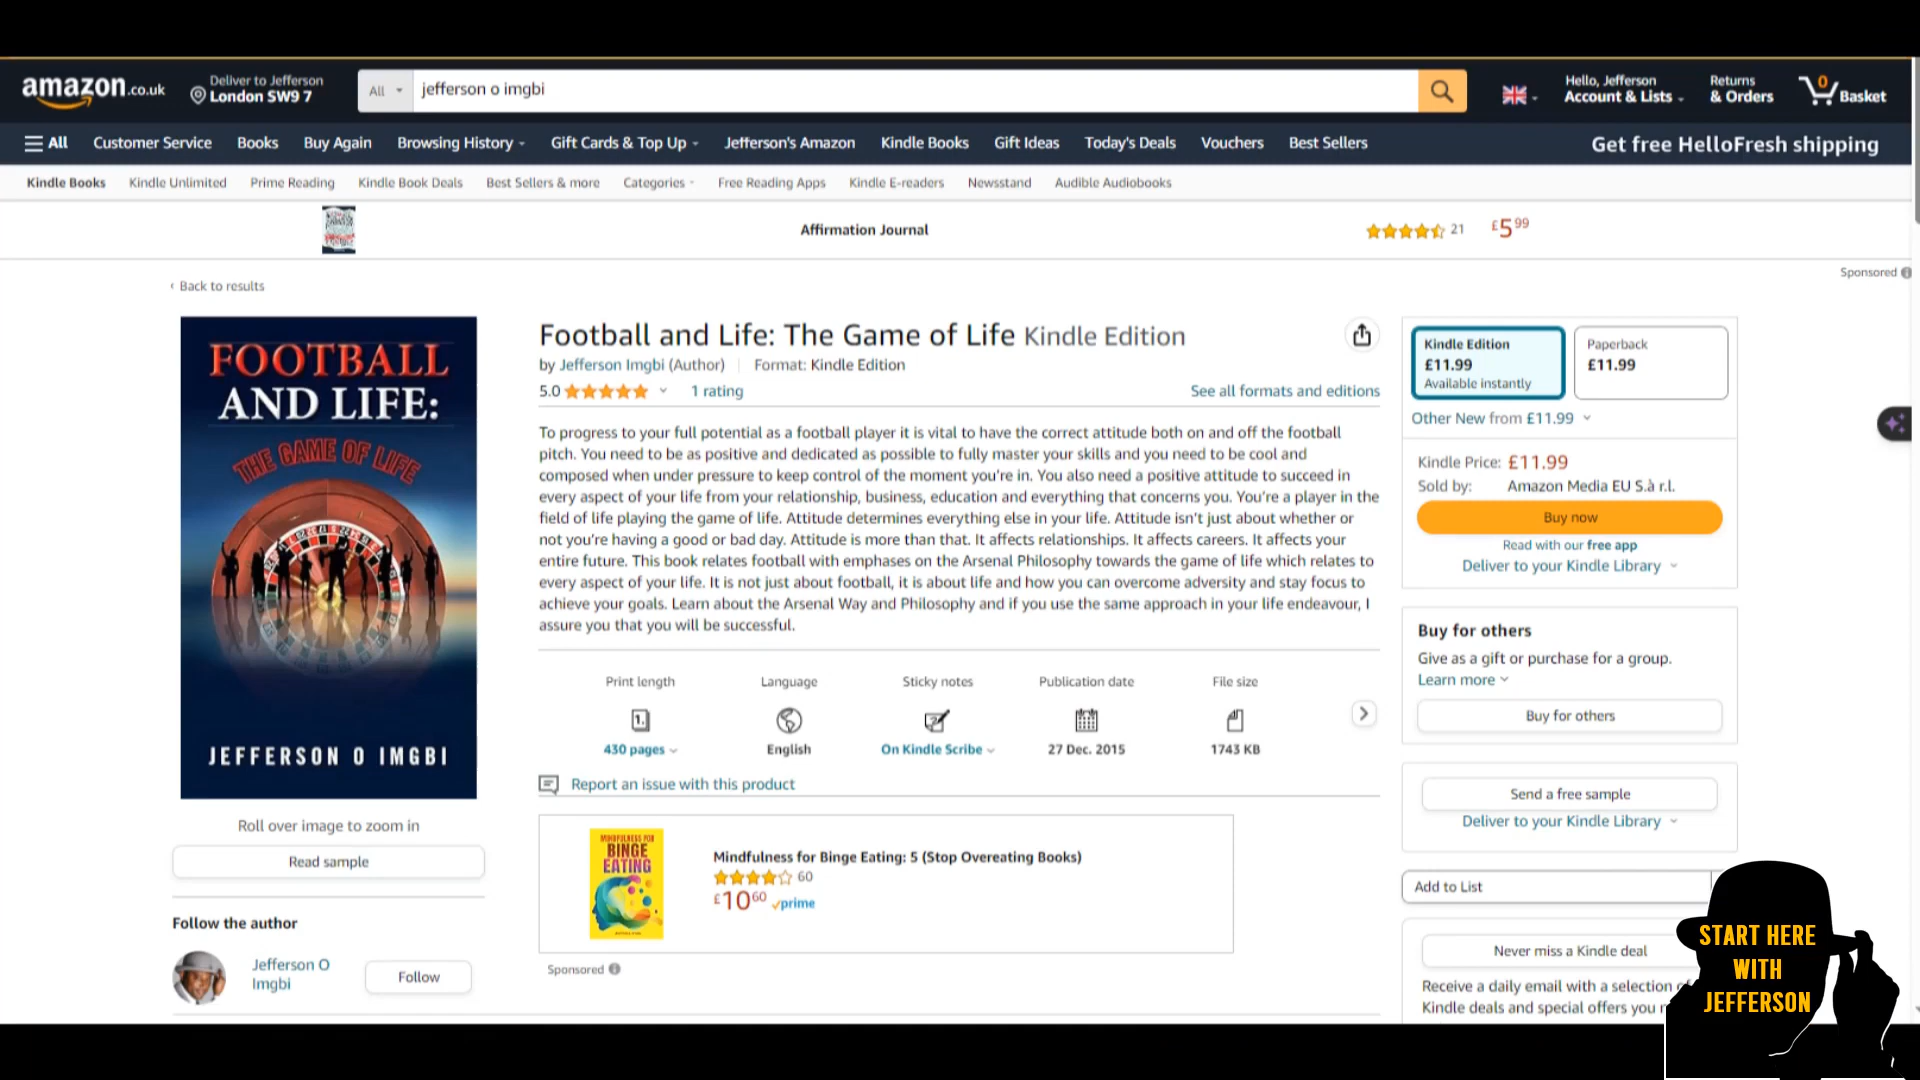 amazon.co.uk
Deliver to Jefferson
London SW9 7
All
jefferson o imgbi
Hello, Jefferson
Account & Lists
Returns
& Orders
0
Basket
All
Customer Service
Books
Buy Again
Browsing History
Gift Cards & Top Up
Jefferson's Amazon
Kindle Books
Gift Ideas
Today's Deals
Vouchers
Best Sellers
Get free HelloFresh shipping
Kindle Books
Kindle Unlimited
Prime Reading
Kindle Book Deals
Best Sellers & more
Categories
Free Reading Apps
Kindle E-readers
Newsstand
Audible Audiobooks
Affirmation Journal
21
£5 99
Sponsored
‹ Back to results
FOOTBALL
AND LIFE:
THE GAME OF LIFE
JEFFERSON O IMGBI
Roll over image to zoom in
Read sample
Follow the author
Jefferson O
Imgbi
Follow
Football and Life: The Game of Life Kindle Edition
by Jefferson Imgbi (Author)
Format: Kindle Edition
5.0
1 rating
See all formats and editions
To progress to your full potential as a football player it is vital to have the correct attitude both on and off the football
pitch. You need to be as positive and dedicated as possible to fully master your skills and you need to be cool and
composed when under pressure to keep control of the moment you're in. You also need a positive attitude to succeed in
every aspect of your life from your relationship, business, education and everything that concerns you. You're a player in the
field of life playing the game of life. Attitude determines everything else in your life. Attitude isn't just about whether or
not you're having a good or bad day. Attitude is more than that. It affects relationships. It affects careers. It affects your
entire future. This book relates football with emphases on the Arsenal Philosophy towards the game of life which relates to
every aspect of your life. It is not just about football, it is about life and how you can overcome adversity and stay focus to
achieve your goals. Learn about the Arsenal Way and Philosophy and if you use the same approach in your life endeavour, I
assure you that you will be successful.
Print length
Language
Sticky notes
Publication date
File size
430 pages
English
On Kindle Scribe
27 Dec. 2015
1743 KB
Report an issue with this product
MINDFULNESS FOR
BINGE
EATING
Mindfulness for Binge Eating: 5 (Stop Overeating Books)
60
£10 60 prime
Sponsored
Kindle Edition
£11.99
Available instantly
Paperback
£11.99
Other New from £11.99
Kindle Price: £11.99
Sold by: Amazon Media EU S.à r.l.
Buy now
Read with our free app
Deliver to your Kindle Library
Buy for others
Give as a gift or purchase for a group.
Learn more
Buy for others
Send a free sample
Deliver to your Kindle Library
Add to List
Never miss a Kindle deal
Receive a daily email with a selection
Kindle deals and special offers you
START HERE
WITH
JEFFERSON